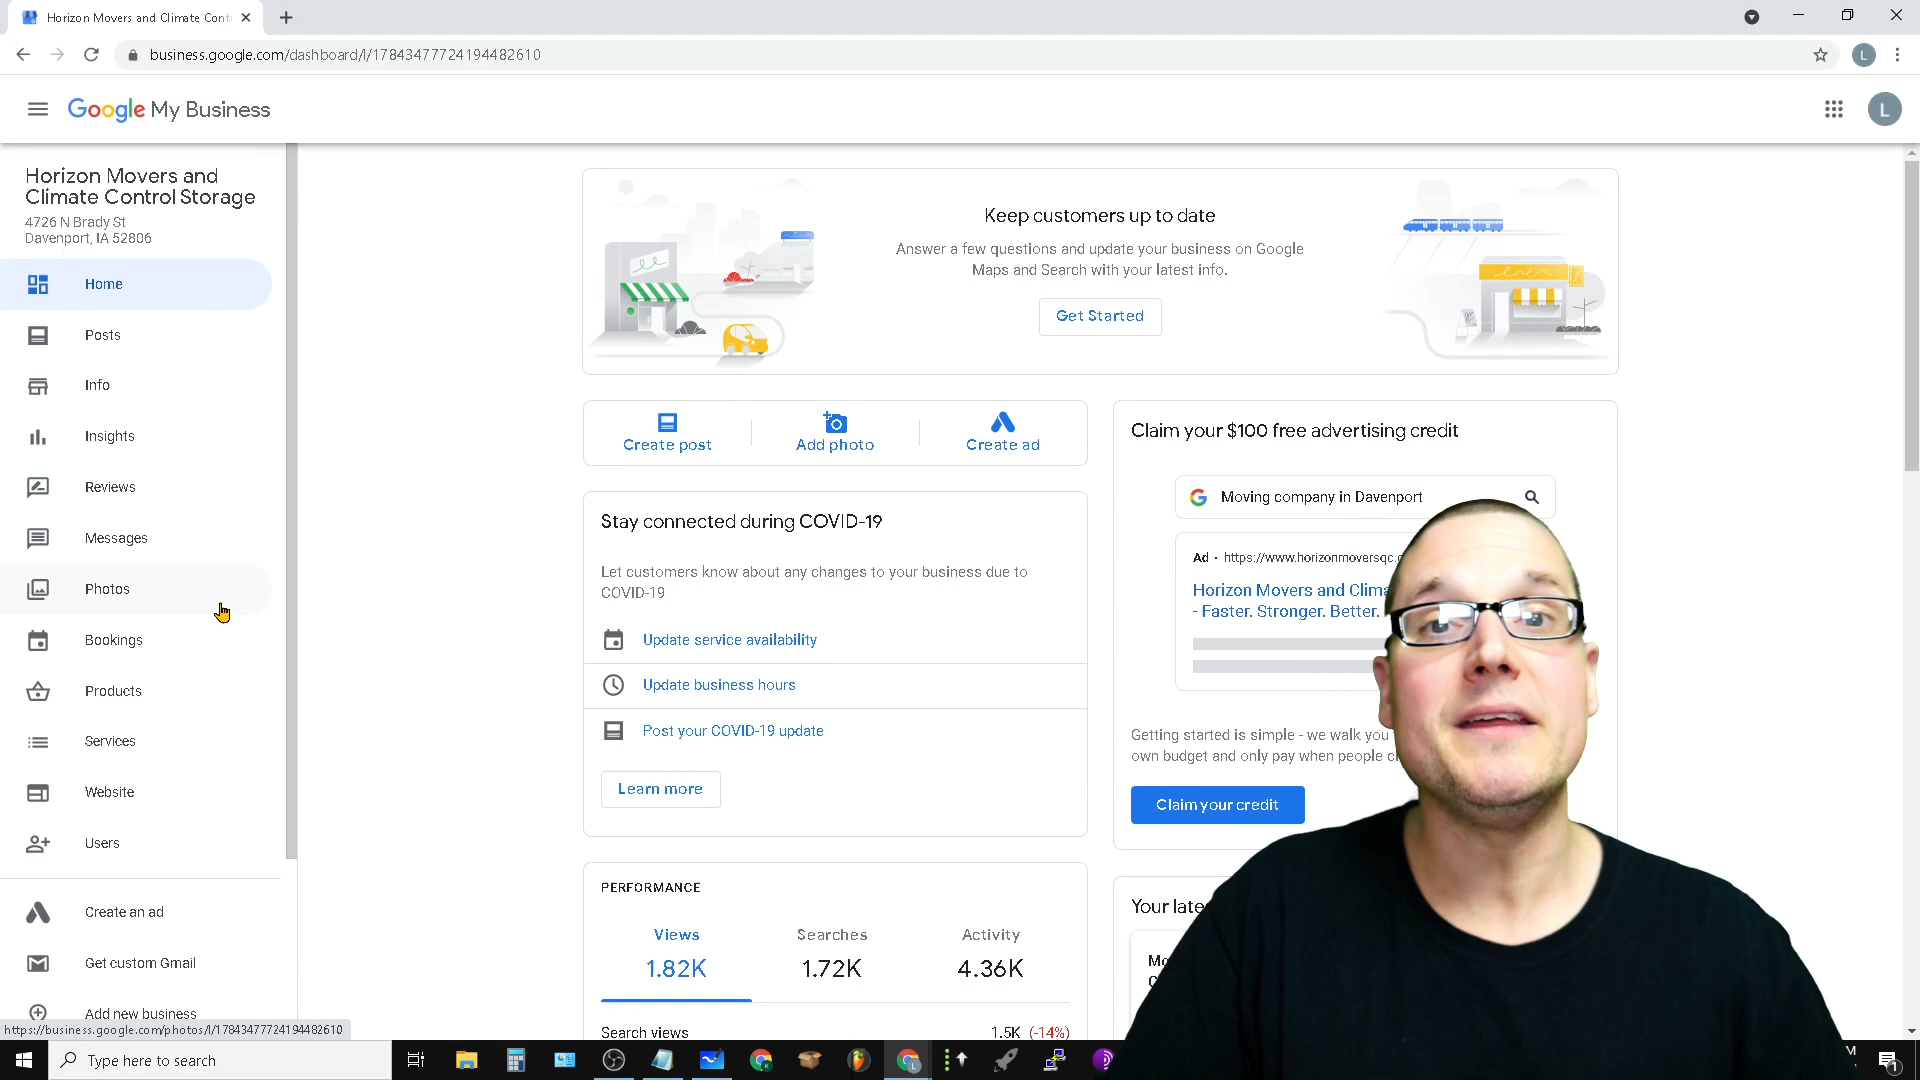 Horizon Movers and Climate Cont
business.google.com/dashboard/l/17843477724194482610
L
Google My Business
L
Horizon Movers and
Climate Control Storage
4726 N Brady St
Davenport, IA 52806
Home
Posts
Info
Insights
Reviews
Messages
Photos
Bookings
Products
Services
Website
Users
Create an ad
Get custom Gmail
Add new business
https://business.google.com/photos/l/17843477724194482610
Keep customers up to date
Answer a few questions and update your business on Google
Maps and Search with your latest info.
Get Started
Create post
Add photo
Create ad
Stay connected during COVID-19
Let customers know about any changes to your business due to
COVID-19
Update service availability
Update business hours
Post your COVID-19 update
Learn more
PERFORMANCE
Views
Searches
Activity
1.82K
1.72K
4.36K
Search views
1.5K (-14%)
Claim your $100 free advertising credit
Moving company in Davenport
Ad · https://www.horizonmoversqc.c
Horizon Movers and Clima
- Faster. Stronger. Better.
Getting started is simple - we walk you
own budget and only pay when people
Claim your credit
Your late
Type here to search